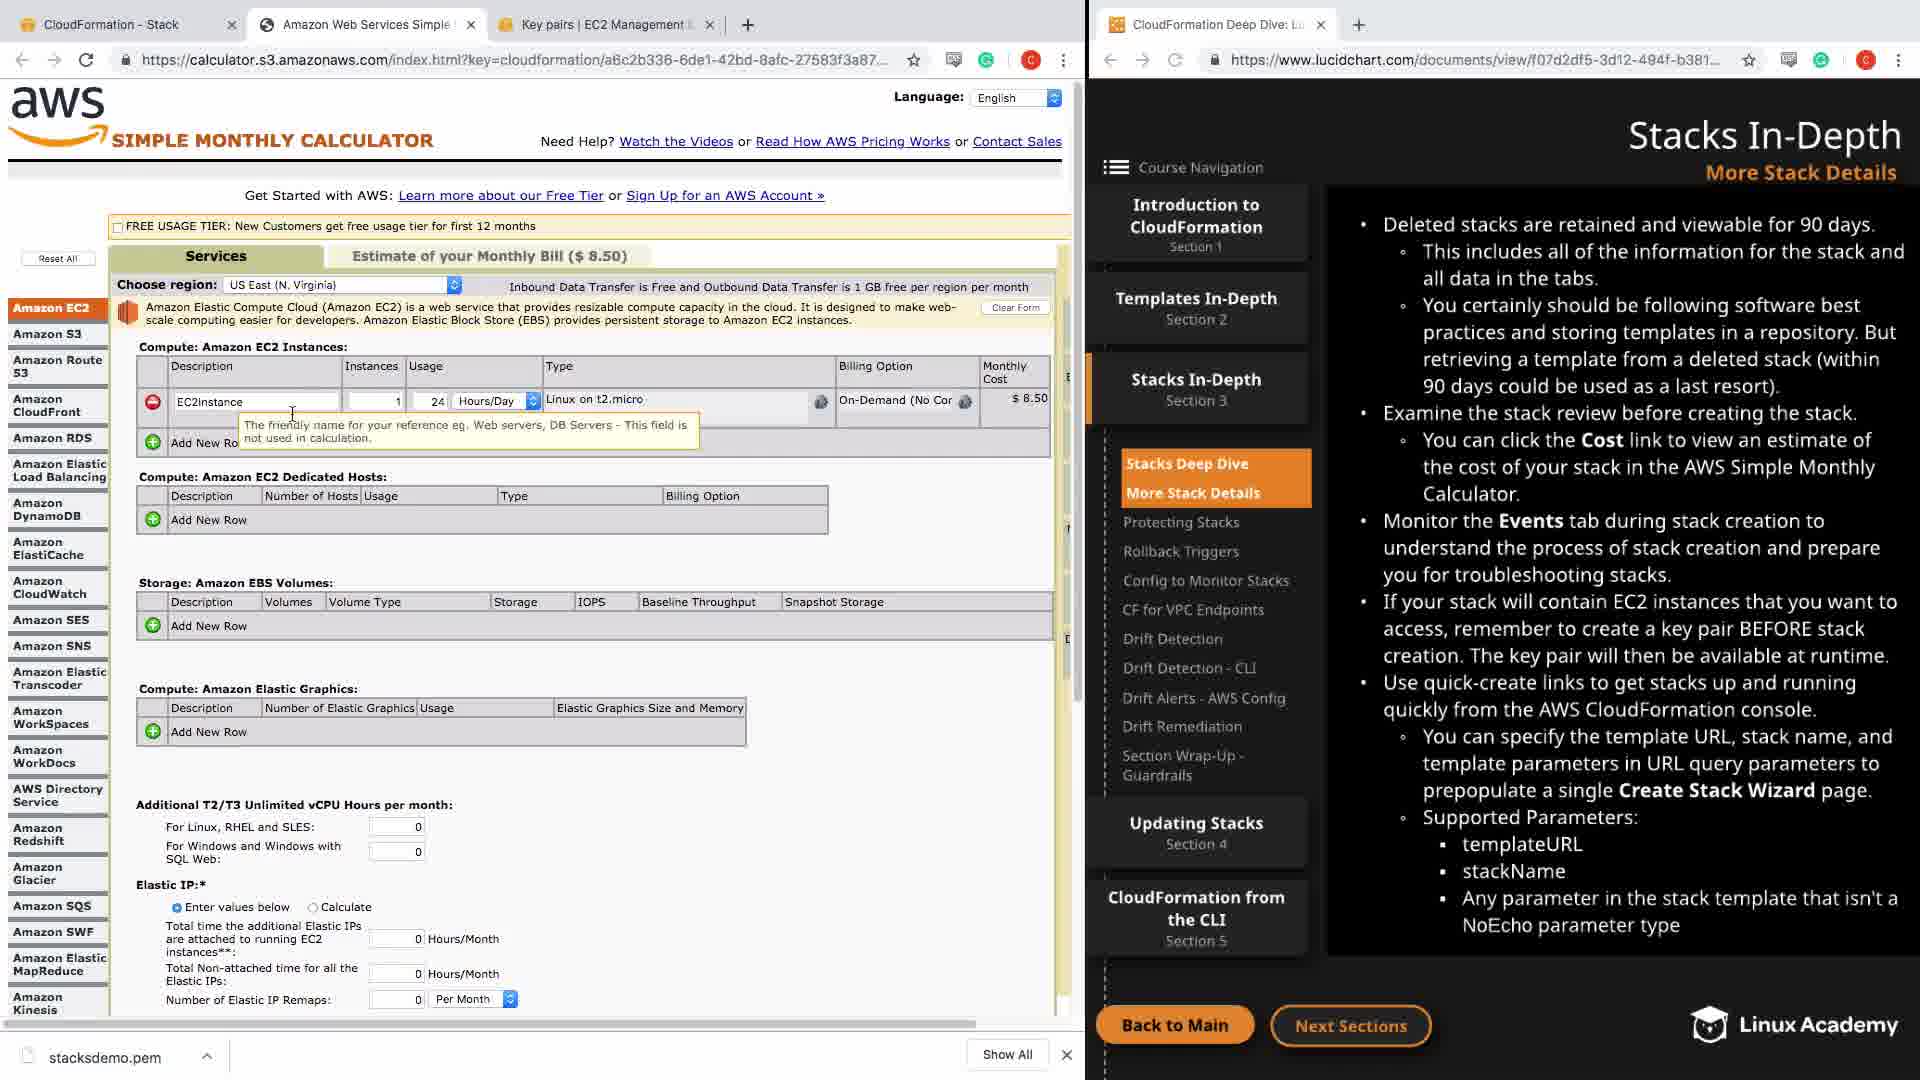 CloudFormation - Stack
Amazon Web Services Simple
Key pairs | EC2 Management
https://calculator.s3.amazonaws.com/index.html?key=cloudformation/a6c2b336-6de1-42bd-8afc-27583f3a87...
C
aws
SIMPLE MONTHLY CALCULATOR
Language: English
Need Help? Watch the Videos or Read How AWS Pricing Works or Contact Sales
Get Started with AWS: Learn more about our Free Tier or Sign Up for an AWS Account »
FREE USAGE TIER: New Customers get free usage tier for first 12 months
Reset All
Services
Estimate of your Monthly Bill ($ 8.50)
Choose region: US East (N. Virginia)
Inbound Data Transfer is Free and Outbound Data Transfer is 1 GB free per region per month
Amazon Elastic Compute Cloud (Amazon EC2) is a web service that provides resizable compute capacity in the cloud. It is designed to make web-
scale computing easier for developers. Amazon Elastic Block Store (EBS) provides persistent storage to Amazon EC2 instances.
Clear Form
Amazon EC2
Amazon S3
Amazon Route
53
Amazon
CloudFront
Amazon RDS
Amazon Elastic
Load Balancing
Amazon
DynamoDB
Amazon
ElastiCache
Amazon
CloudWatch
Amazon SES
Amazon SNS
Amazon Elastic
Transcoder
Amazon
WorkSpaces
Amazon
WorkDocs
AWS Directory
Service
Amazon
Redshift
Amazon
Glacier
Amazon SQS
Amazon SWF
Amazon Elastic
MapReduce
Amazon
Kinesis
Compute: Amazon EC2 Instances:
Description Instances Usage Type Billing Option Monthly
Cost
EC2Instance 1 24 Hours/Day Linux on t2.micro On-Demand (No Cor $ 8.50
Add New Ro
The friendly name for your reference eg. Web servers, DB Servers - This field is
not used in calculation.
Compute: Amazon EC2 Dedicated Hosts:
Description Number of Hosts Usage Type Billing Option
Add New Row
Storage: Amazon EBS Volumes:
Description Volumes Volume Type Storage IOPS Baseline Throughput Snapshot Storage
Add New Row
Compute: Amazon Elastic Graphics:
Description Number of Elastic Graphics Usage Elastic Graphics Size and Memory
Add New Row
Additional T2/T3 Unlimited vCPU Hours per month:
For Linux, RHEL and SLES: 0
For Windows and Windows with
SQL Web: 0
Elastic IP:*
Enter values below Calculate
Total time the additional Elastic IPs
are attached to running EC2
instances**: 0 Hours/Month
Total Non-attached time for all the
Elastic IPs: 0 Hours/Month
Number of Elastic IP Remaps: 0 Per Month
stacksdemo.pem
Show All
CloudFormation Deep Dive: Lu
https://www.lucidchart.com/documents/view/f07d2df5-3d12-494f-b381...
C
Stacks In-Depth
More Stack Details
Course Navigation
Introduction to
CloudFormation
Section 1
Templates In-Depth
Section 2
Stacks In-Depth
Section 3
Stacks Deep Dive
More Stack Details
Protecting Stacks
Rollback Triggers
Config to Monitor Stacks
CF for VPC Endpoints
Drift Detection
Drift Detection - CLI
Drift Alerts - AWS Config
Drift Remediation
Section Wrap-Up -
Guardrails
Updating Stacks
Section 4
CloudFormation from
the CLI
Section 5
• Deleted stacks are retained and viewable for 90 days.
◦ This includes all of the information for the stack and
all data in the tabs.
◦ You certainly should be following software best
practices and storing templates in a repository. But
retrieving a template from a deleted stack (within
90 days could be used as a last resort).
• Examine the stack review before creating the stack.
◦ You can click the Cost link to view an estimate of
the cost of your stack in the AWS Simple Monthly
Calculator.
• Monitor the Events tab during stack creation to
understand the process of stack creation and prepare
you for troubleshooting stacks.
• If your stack will contain EC2 instances that you want to
access, remember to create a key pair BEFORE stack
creation. The key pair will then be available at runtime.
• Use quick-create links to get stacks up and running
quickly from the AWS CloudFormation console.
◦ You can specify the template URL, stack name, and
template parameters in URL query parameters to
prepopulate a single Create Stack Wizard page.
◦ Supported Parameters:
▪ templateURL
▪ stackName
▪ Any parameter in the stack template that isn't a
NoEcho parameter type
Back to Main
Next Sections
Linux Academy